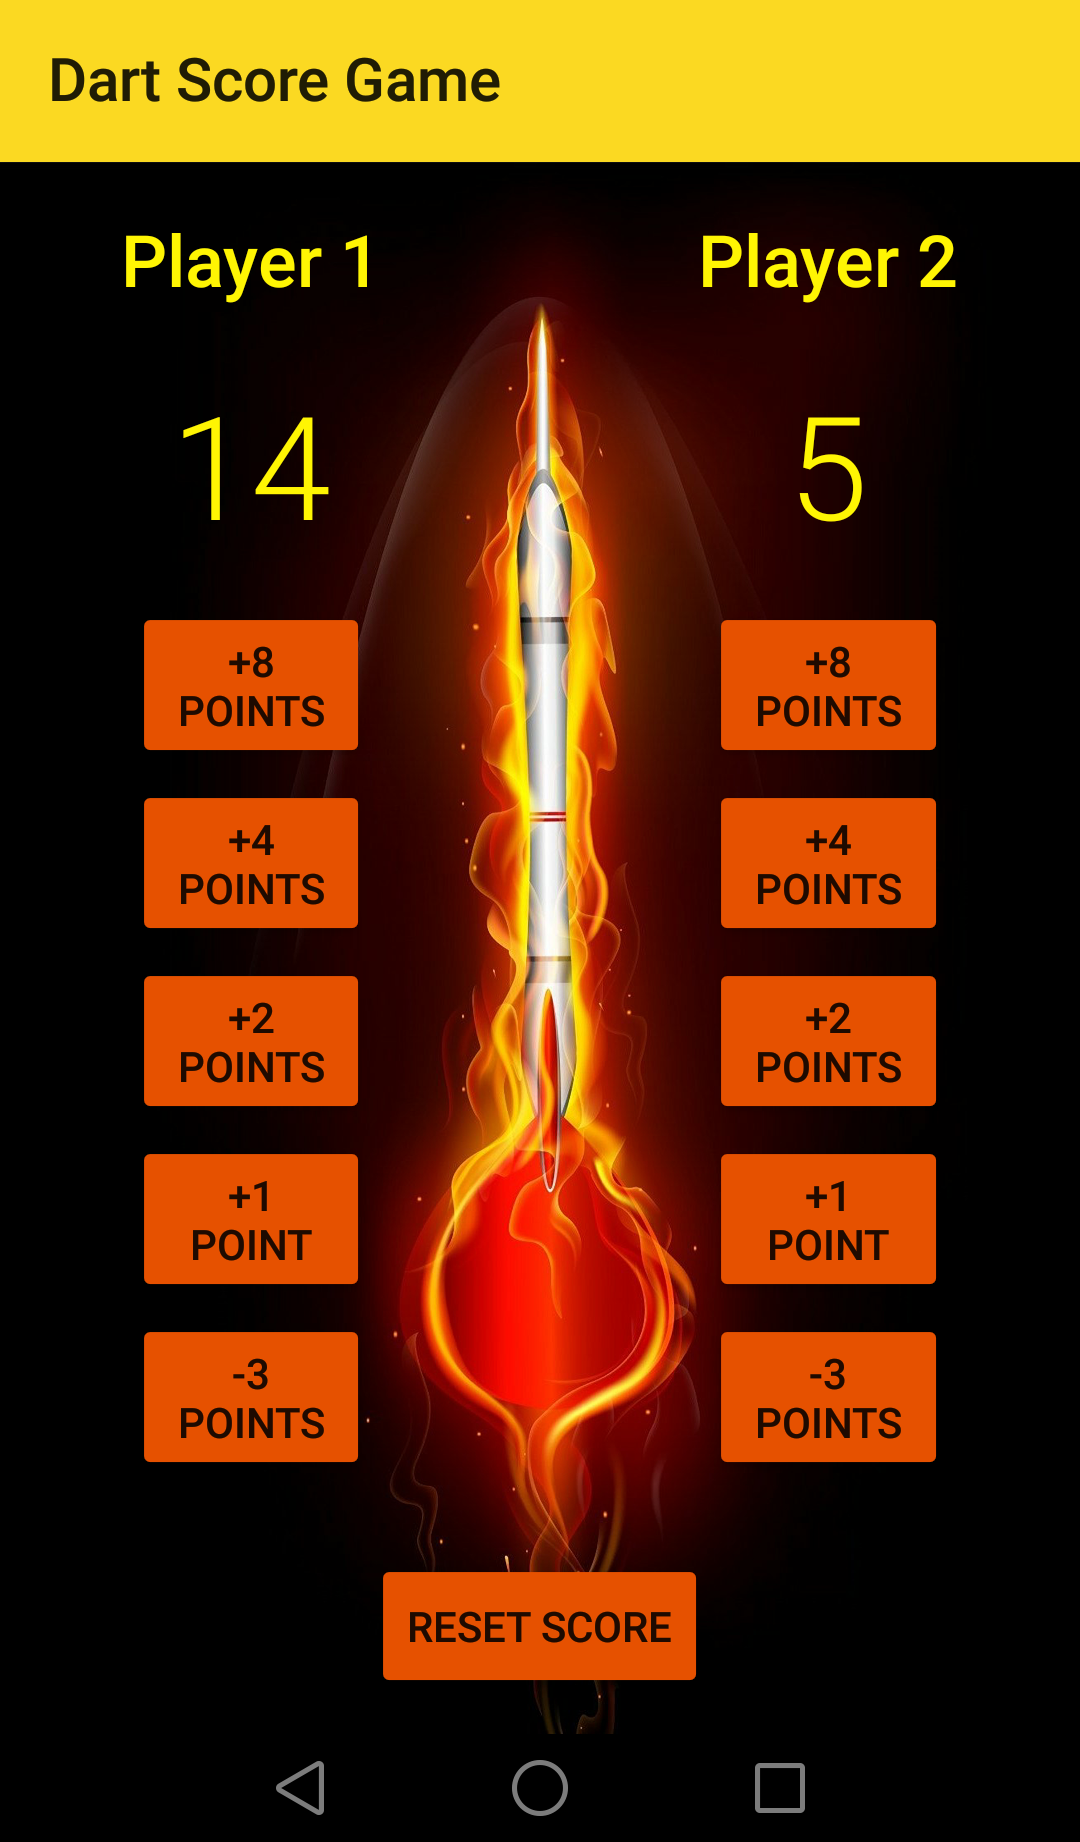 Dart Score Game
Player 1
Player 2
14
5
+8
POINTS
+8
POINTS
+4
POINTS
+4
POINTS
+2
POINTS
+2
POINTS
+1
POINT
+1
POINT
-3
POINTS
-3
POINTS
RESET SCORE